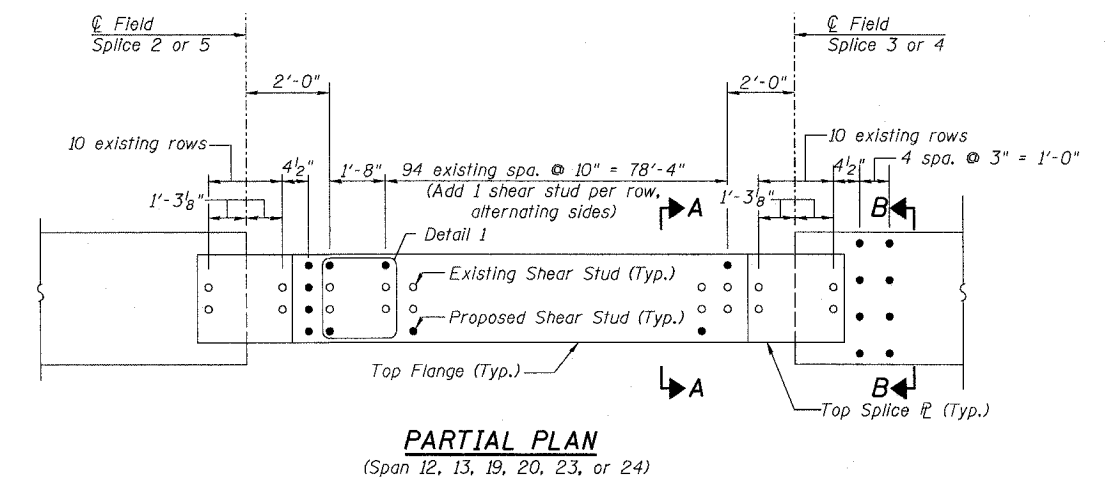 ℄ Field
Splice 2 or 5
℄ Field
Splice 3 or 4
2'-0"
2'-0"
10 existing rows
4½"
1'-8"
94 existing spa. @ 10" = 78'-4"
(Add 1 shear stud per row,
alternating sides)
10 existing rows
4½"
4 spa. @ 3" = 1'-0"
1'-3⅛"
1'-3⅛"
A
B
Detail 1
Existing Shear Stud (Typ.)
Proposed Shear Stud (Typ.)
Top Flange (Typ.)
A
B
Top Splice ⅊ (Typ.)
PARTIAL PLAN
(Span 12, 13, 19, 20, 23, or 24)